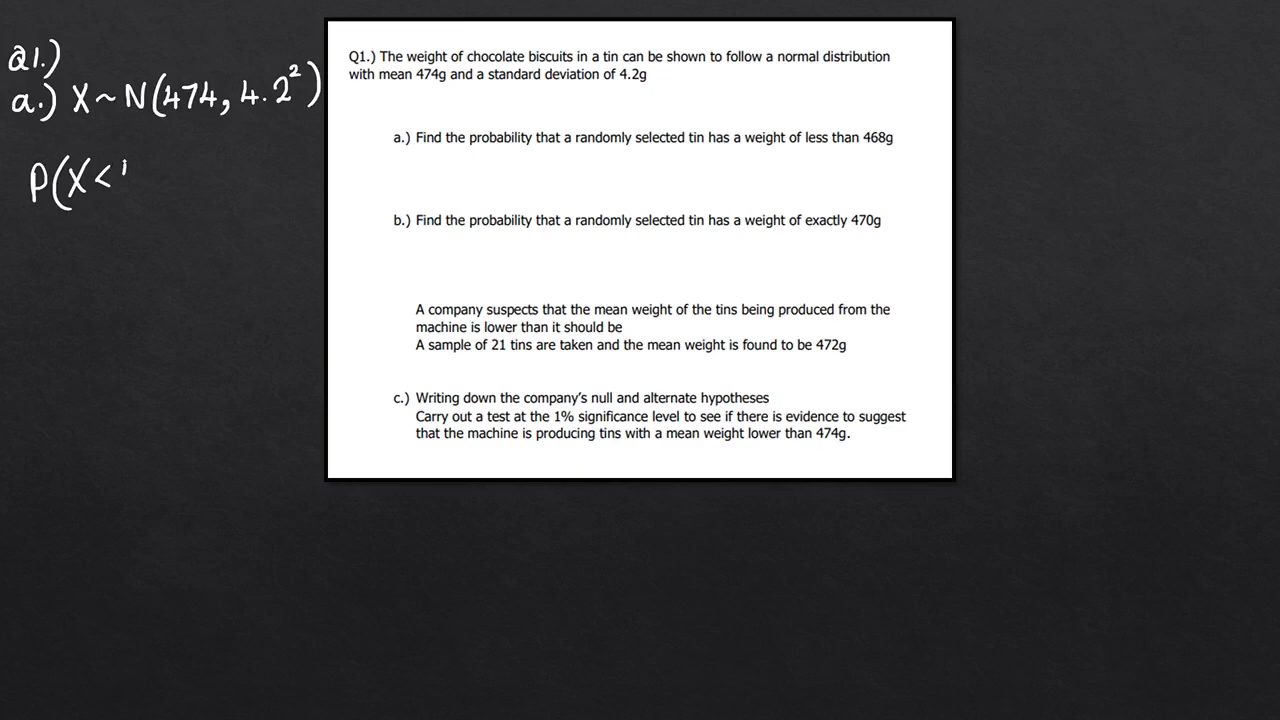 Q1.)
a.) X ~ N(474, 4.2²)
P(X <
Q1.) The weight of chocolate biscuits in a tin can be shown to follow a normal distribution
with mean 474g and a standard deviation of 4.2g
a.) Find the probability that a randomly selected tin has a weight of less than 468g
b.) Find the probability that a randomly selected tin has a weight of exactly 470g
A company suspects that the mean weight of the tins being produced from the
machine is lower than it should be
A sample of 21 tins are taken and the mean weight is found to be 472g
c.) Writing down the company's null and alternate hypotheses
Carry out a test at the 1% significance level to see if there is evidence to suggest
that the machine is producing tins with a mean weight lower than 474g.